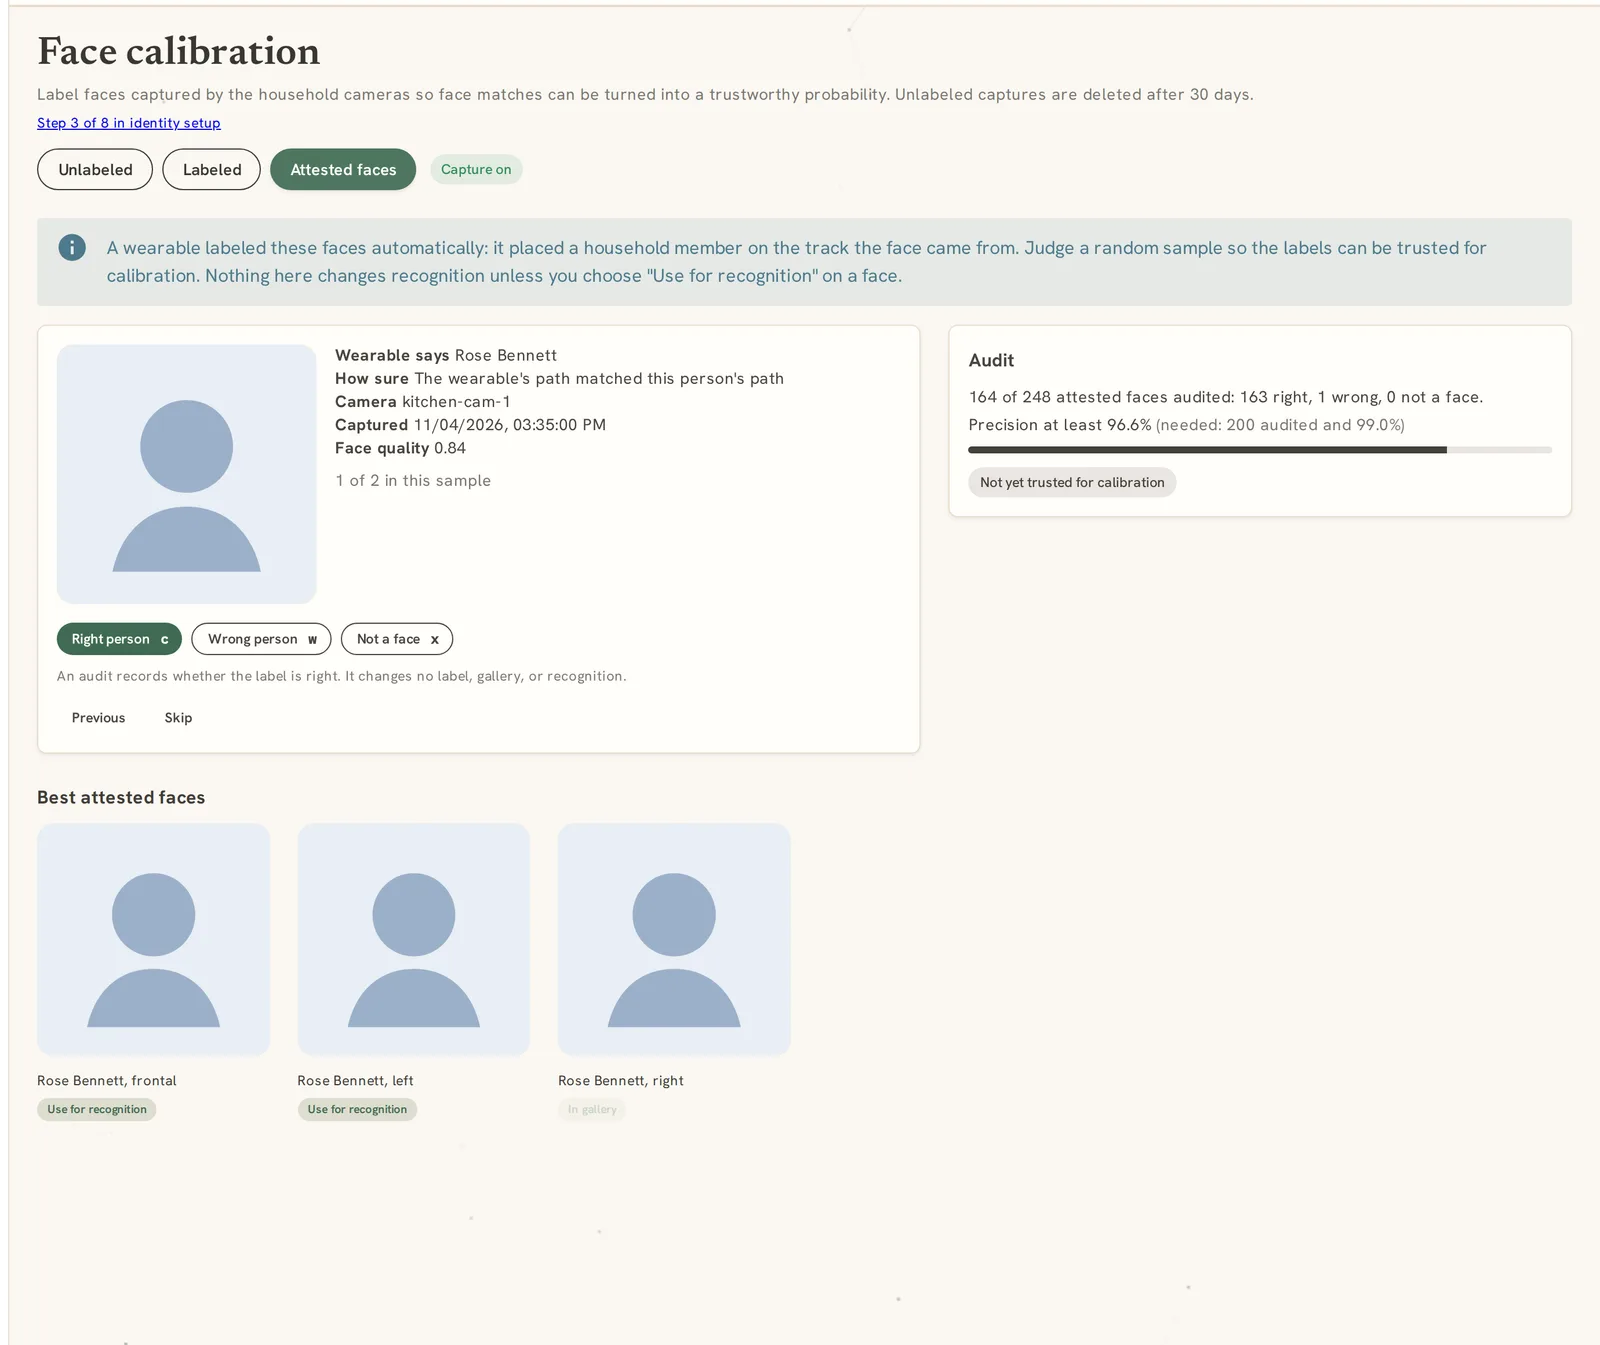 Face calibration
Label faces captured by the household cameras so face matches can be turned into a trustworthy probability. Unlabeled captures are deleted after 30 days.
Step 3 of 8 in identity setup
Unlabeled
Labeled
Attested faces
Capture on
A wearable labeled these faces automatically: it placed a household member on the track the face came from. Judge a random sample so the labels can be trusted for
calibration. Nothing here changes recognition unless you choose "Use for recognition" on a face.
Wearable says Rose Bennett
How sure The wearable's path matched this person's path
Camera kitchen-cam-1
Captured 11/04/2026, 03:35:00 PM
Face quality 0.84
1 of 2 in this sample
Right person c
Wrong person w
Not a face x
An audit records whether the label is right. It changes no label, gallery, or recognition.
Previous
Skip
Audit
164 of 248 attested faces audited: 163 right, 1 wrong, 0 not a face.
Precision at least 96.6% (needed: 200 audited and 99.0%)
Not yet trusted for calibration
Best attested faces
Rose Bennett, frontal
Use for recognition
Rose Bennett, left
Use for recognition
Rose Bennett, right
In gallery